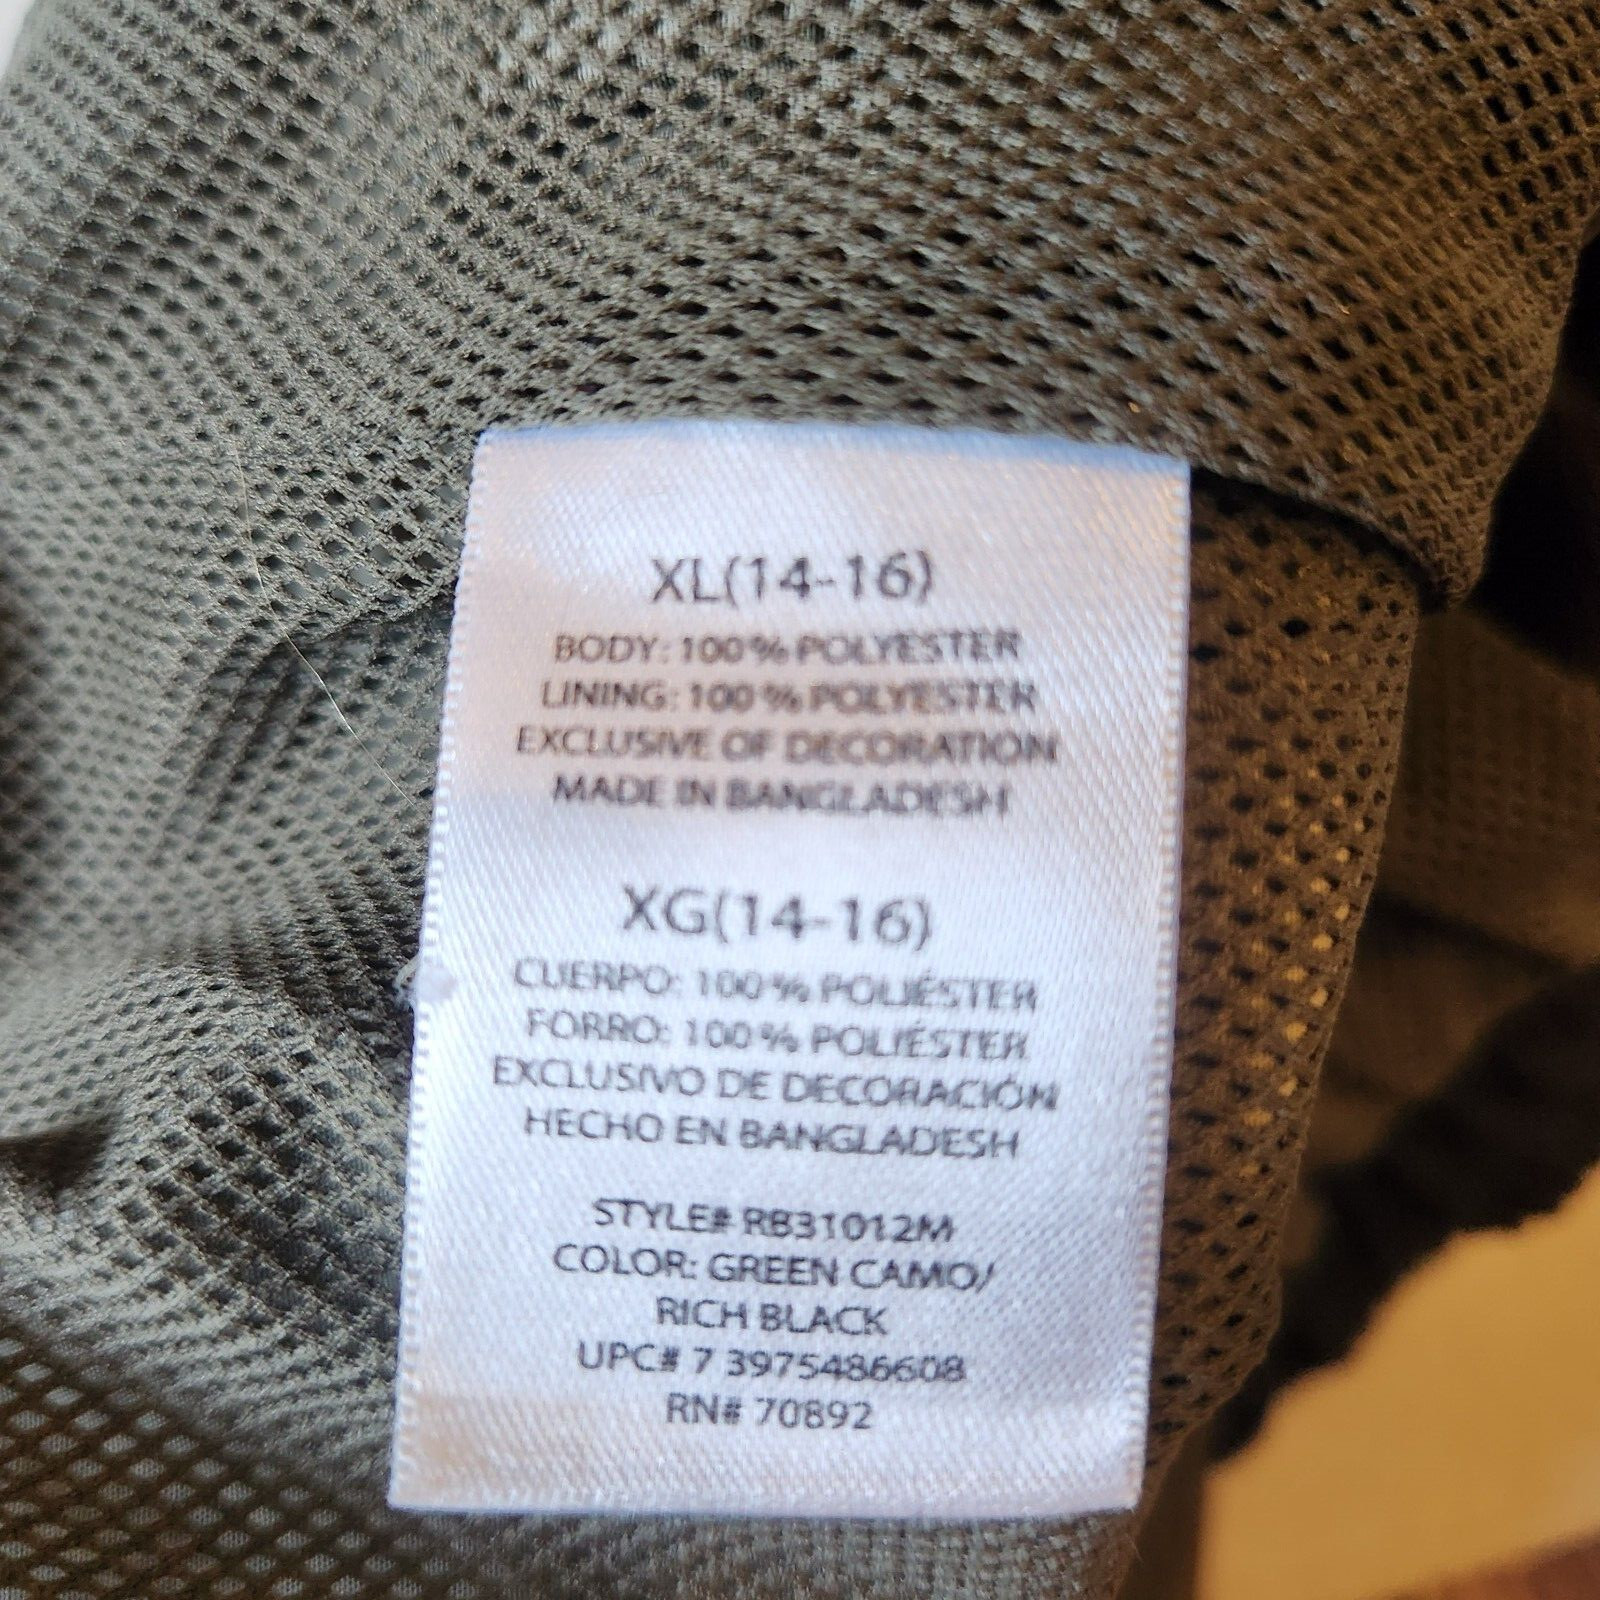 XL(14-16)
BODY: 100% POLYESTER
LINING: 100% POLYESTER
EXCLUSIVE OF DECORATION
MADE IN BANGLADESH
XG(14-16)
CUERPO: 100% POLIÉSTER
FORRO: 100% POLIÉSTER
EXCLUSIVO DE DECORACIÓN
HECHO EN BANGLADESH
STYLE# RB31012M
COLOR: GREEN CAMO/
RICH BLACK
UPC# 7 3975486608
RN# 70892